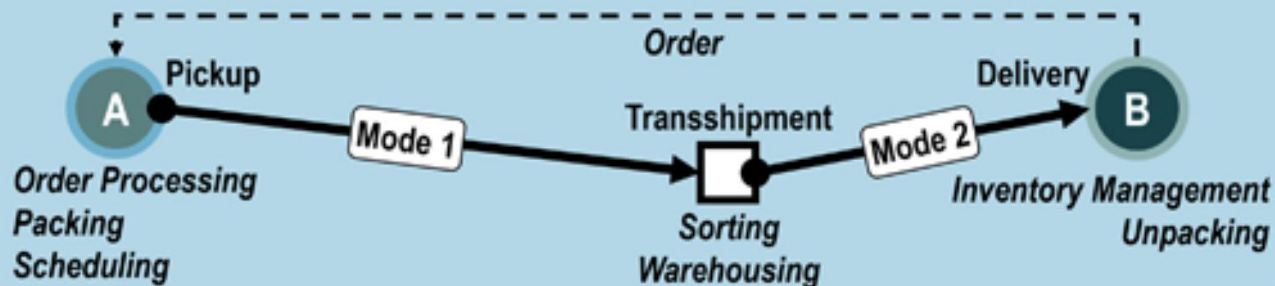 Order
Pickup
Delivery
A
B
Transshipment
Mode 1
Mode 2
Order Processing
Packing
Scheduling
Sorting
Warehousing
Inventory Management
Unpacking